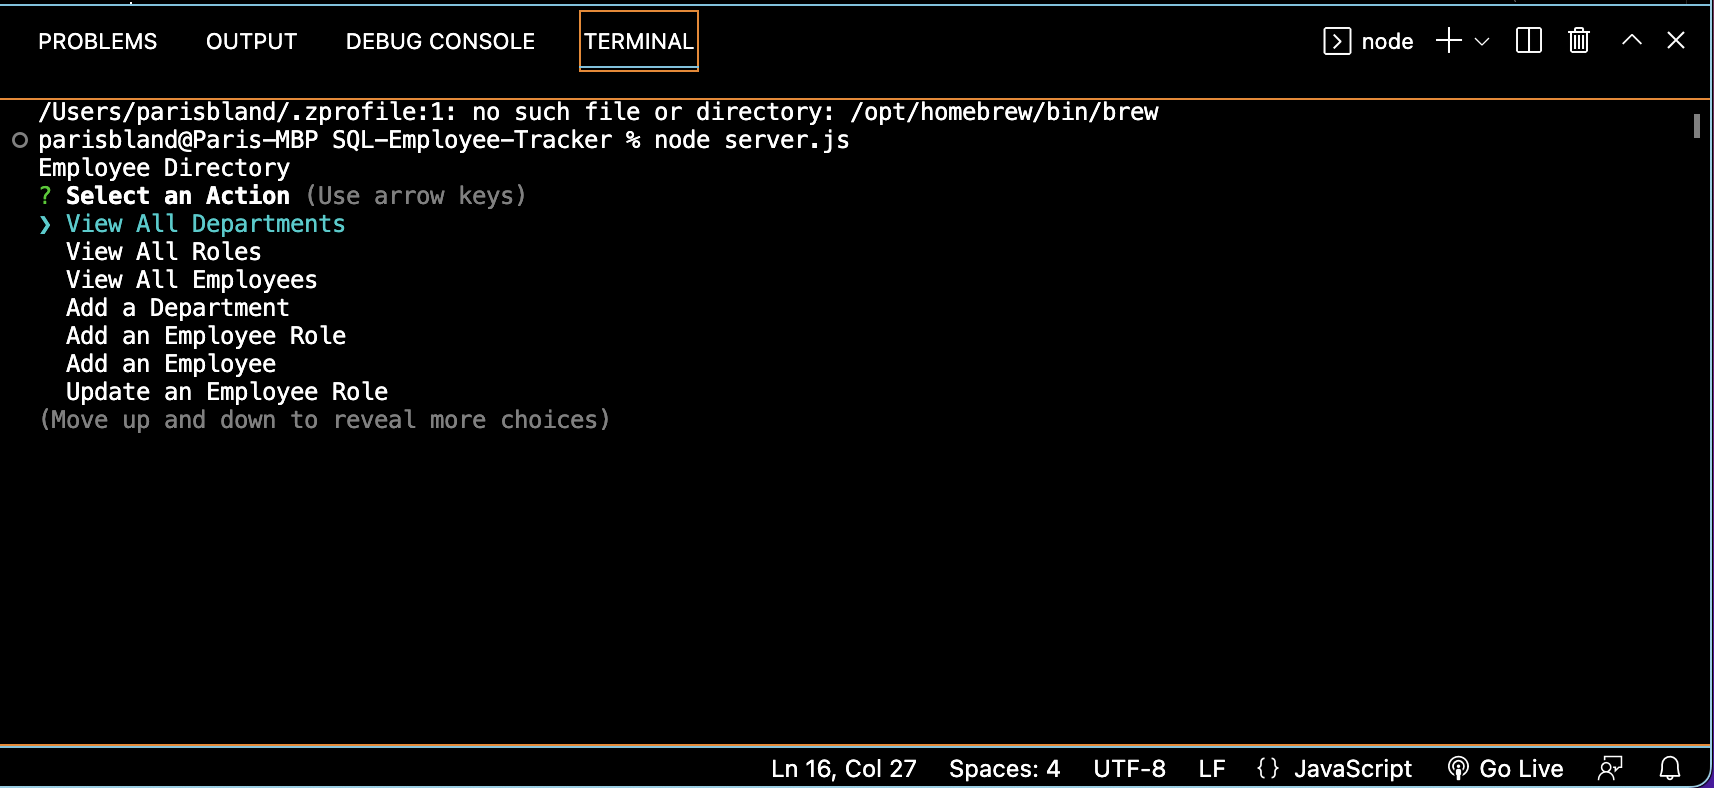 PROBLEMS OUTPUT DEBUG CONSOLE TERMINAL node
/Users/parisbland/.zprofile:1: no such file or directory: /opt/homebrew/bin/brew
parisbland@Paris-MBP SQL-Employee-Tracker % node server.js
Employee Directory
? Select an Action (Use arrow keys)
❯ View All Departments
View All Roles
View All Employees
Add a Department
Add an Employee Role
Add an Employee
Update an Employee Role
(Move up and down to reveal more choices)
Ln 16, Col 27 Spaces: 4 UTF-8 LF {} JavaScript Go Live